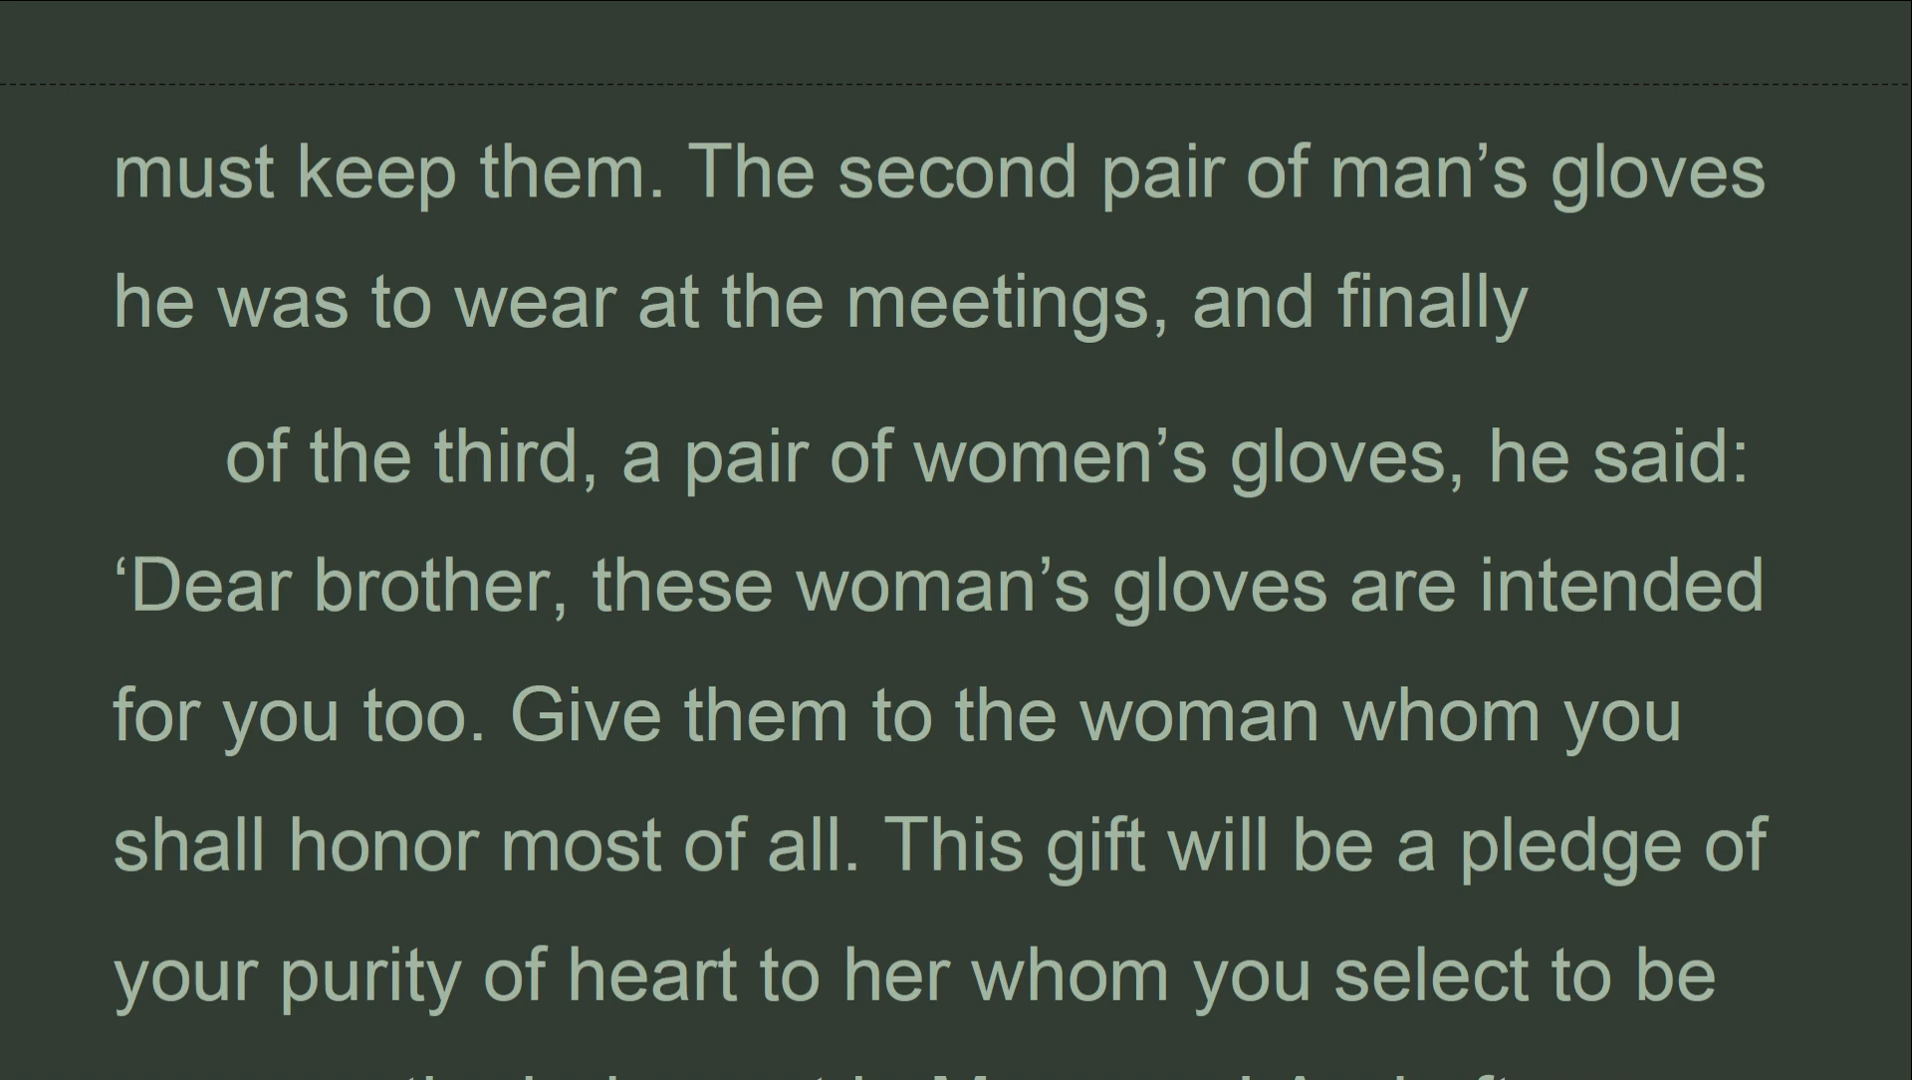 must keep them. The second pair of man’s gloves
he was to wear at the meetings, and finally
of the third, a pair of women’s gloves, he said:
‘Dear brother, these woman’s gloves are intended
for you too. Give them to the woman whom you
shall honor most of all. This gift will be a pledge of
your purity of heart to her whom you select to be